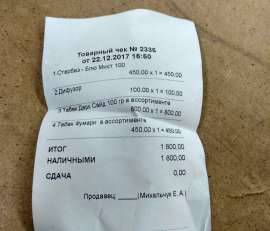 Товарный чек № 2335
от 22.12.2017 16:50
1.Старбаз - Блю Мист 100
450,00 x 1 = 450,00
2.Дифузор
100,00 x 1 = 100,00
3.Табак Дарк Сайд 100 гр в ассортименте
600,00 x 1 = 600,00
4.Табак Фумари в ассортименте
450,00 x 1 = 450,00
ИТОГ 1 600,00
НАЛИЧНЫМИ 1 600,00
СДАЧА 0,00
Продавец: ______(Михальчук Е. А.)